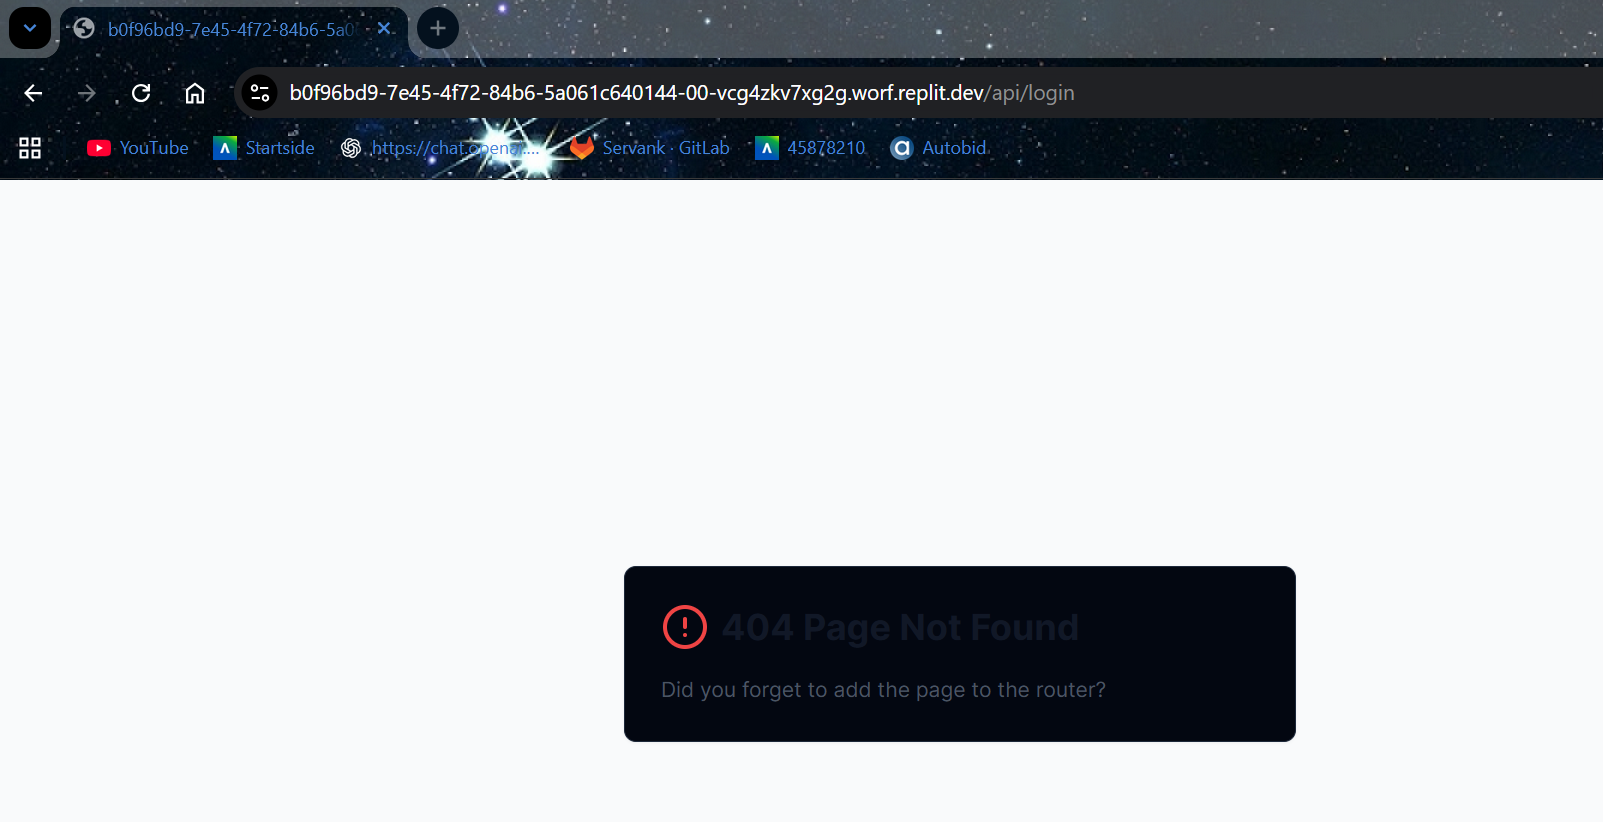 b0f96bd9-7e45-4f72-84b6-5a0
b0f96bd9-7e45-4f72-84b6-5a061c640144-00-vcg4zkv7xg2g.worf.replit.dev/api/login
YouTube
Startside
https://chat.openai....
Servank · GitLab
45878210
Autobid
404 Page Not Found
Did you forget to add the page to the router?